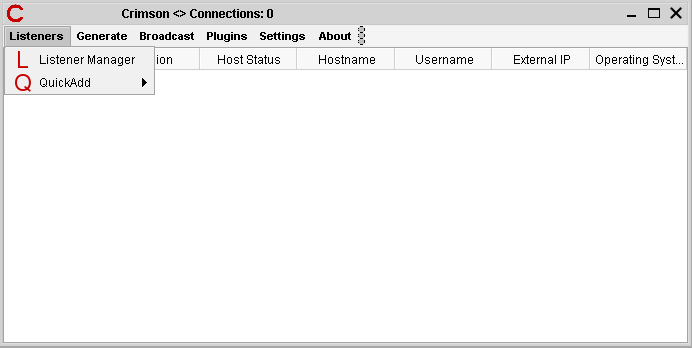 C Crimson <> Connections: 0
Listeners Generate Broadcast Plugins Settings About
L Listener Manager
ion Host Status Hostname Username External IP Operating Syst...
Q QuickAdd